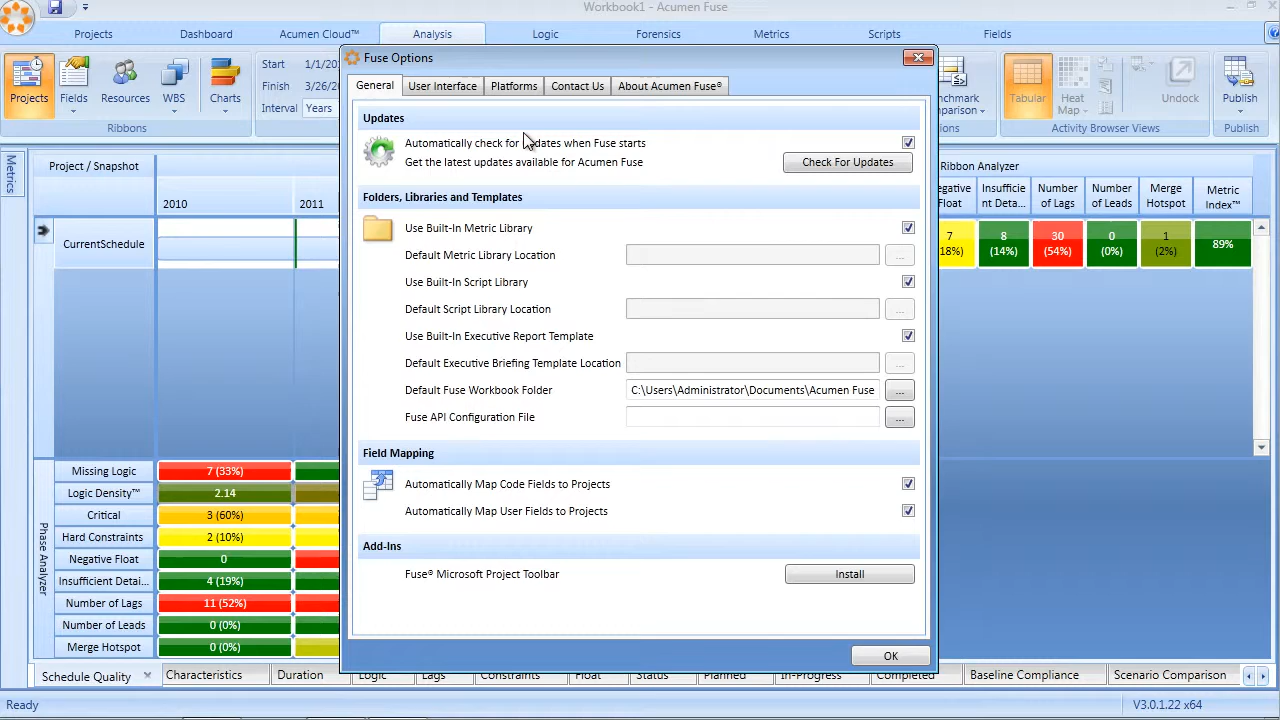 Workbook1 - Acumen Fuse
Projects Dashboard Acumen Cloud™ Analysis Logic Forensics Metrics Scripts Fields
Projects Fields Resources WBS Charts
Start 1/1/20
Finish 3/26/20
Interval Years
Ribbons
Comparison
Tabular Heat Map Undock Publish
Activity Browser Views Publish
Fuse Options
General User Interface Platforms Contact Us About Acumen Fuse®
Updates
Automatically check for updates when Fuse starts
Get the latest updates available for Acumen Fuse Check For Updates
Folders, Libraries and Templates
Use Built-In Metric Library
Default Metric Library Location ...
Use Built-In Script Library
Default Script Library Location ...
Use Built-In Executive Report Template
Default Executive Briefing Template Location ...
Default Fuse Workbook Folder C:\Users\Administrator\Documents\Acumen Fuse ...
Fuse API Configuration File ...
Field Mapping
Automatically Map Code Fields to Projects
Automatically Map User Fields to Projects
Add-Ins
Fuse® Microsoft Project Toolbar Install
OK
Metrics
Project / Snapshot
2010 2011
CurrentSchedule
Ribbon Analyzer
Float Insufficie nt Deta... Number of Lags Number of Leads Merge Hotspot Metric Index™
7 8 30 0 1 89%
18%) (14%) (54%) (0%) (2%)
Phase Analyzer
Missing Logic 7 (33%)
Logic Density™ 2.14
Critical 3 (60%)
Hard Constraints 2 (10%)
Negative Float 0
Insufficient Detai... 4 (19%)
Number of Lags 11 (52%)
Number of Leads 0 (0%)
Merge Hotspot 0 (0%)
Schedule Quality Characteristics Duration Logic Lags Constraints Float Status Planned In-Progress Completed Baseline Compliance Scenario Comparison
Ready V3.0.1.22 x64